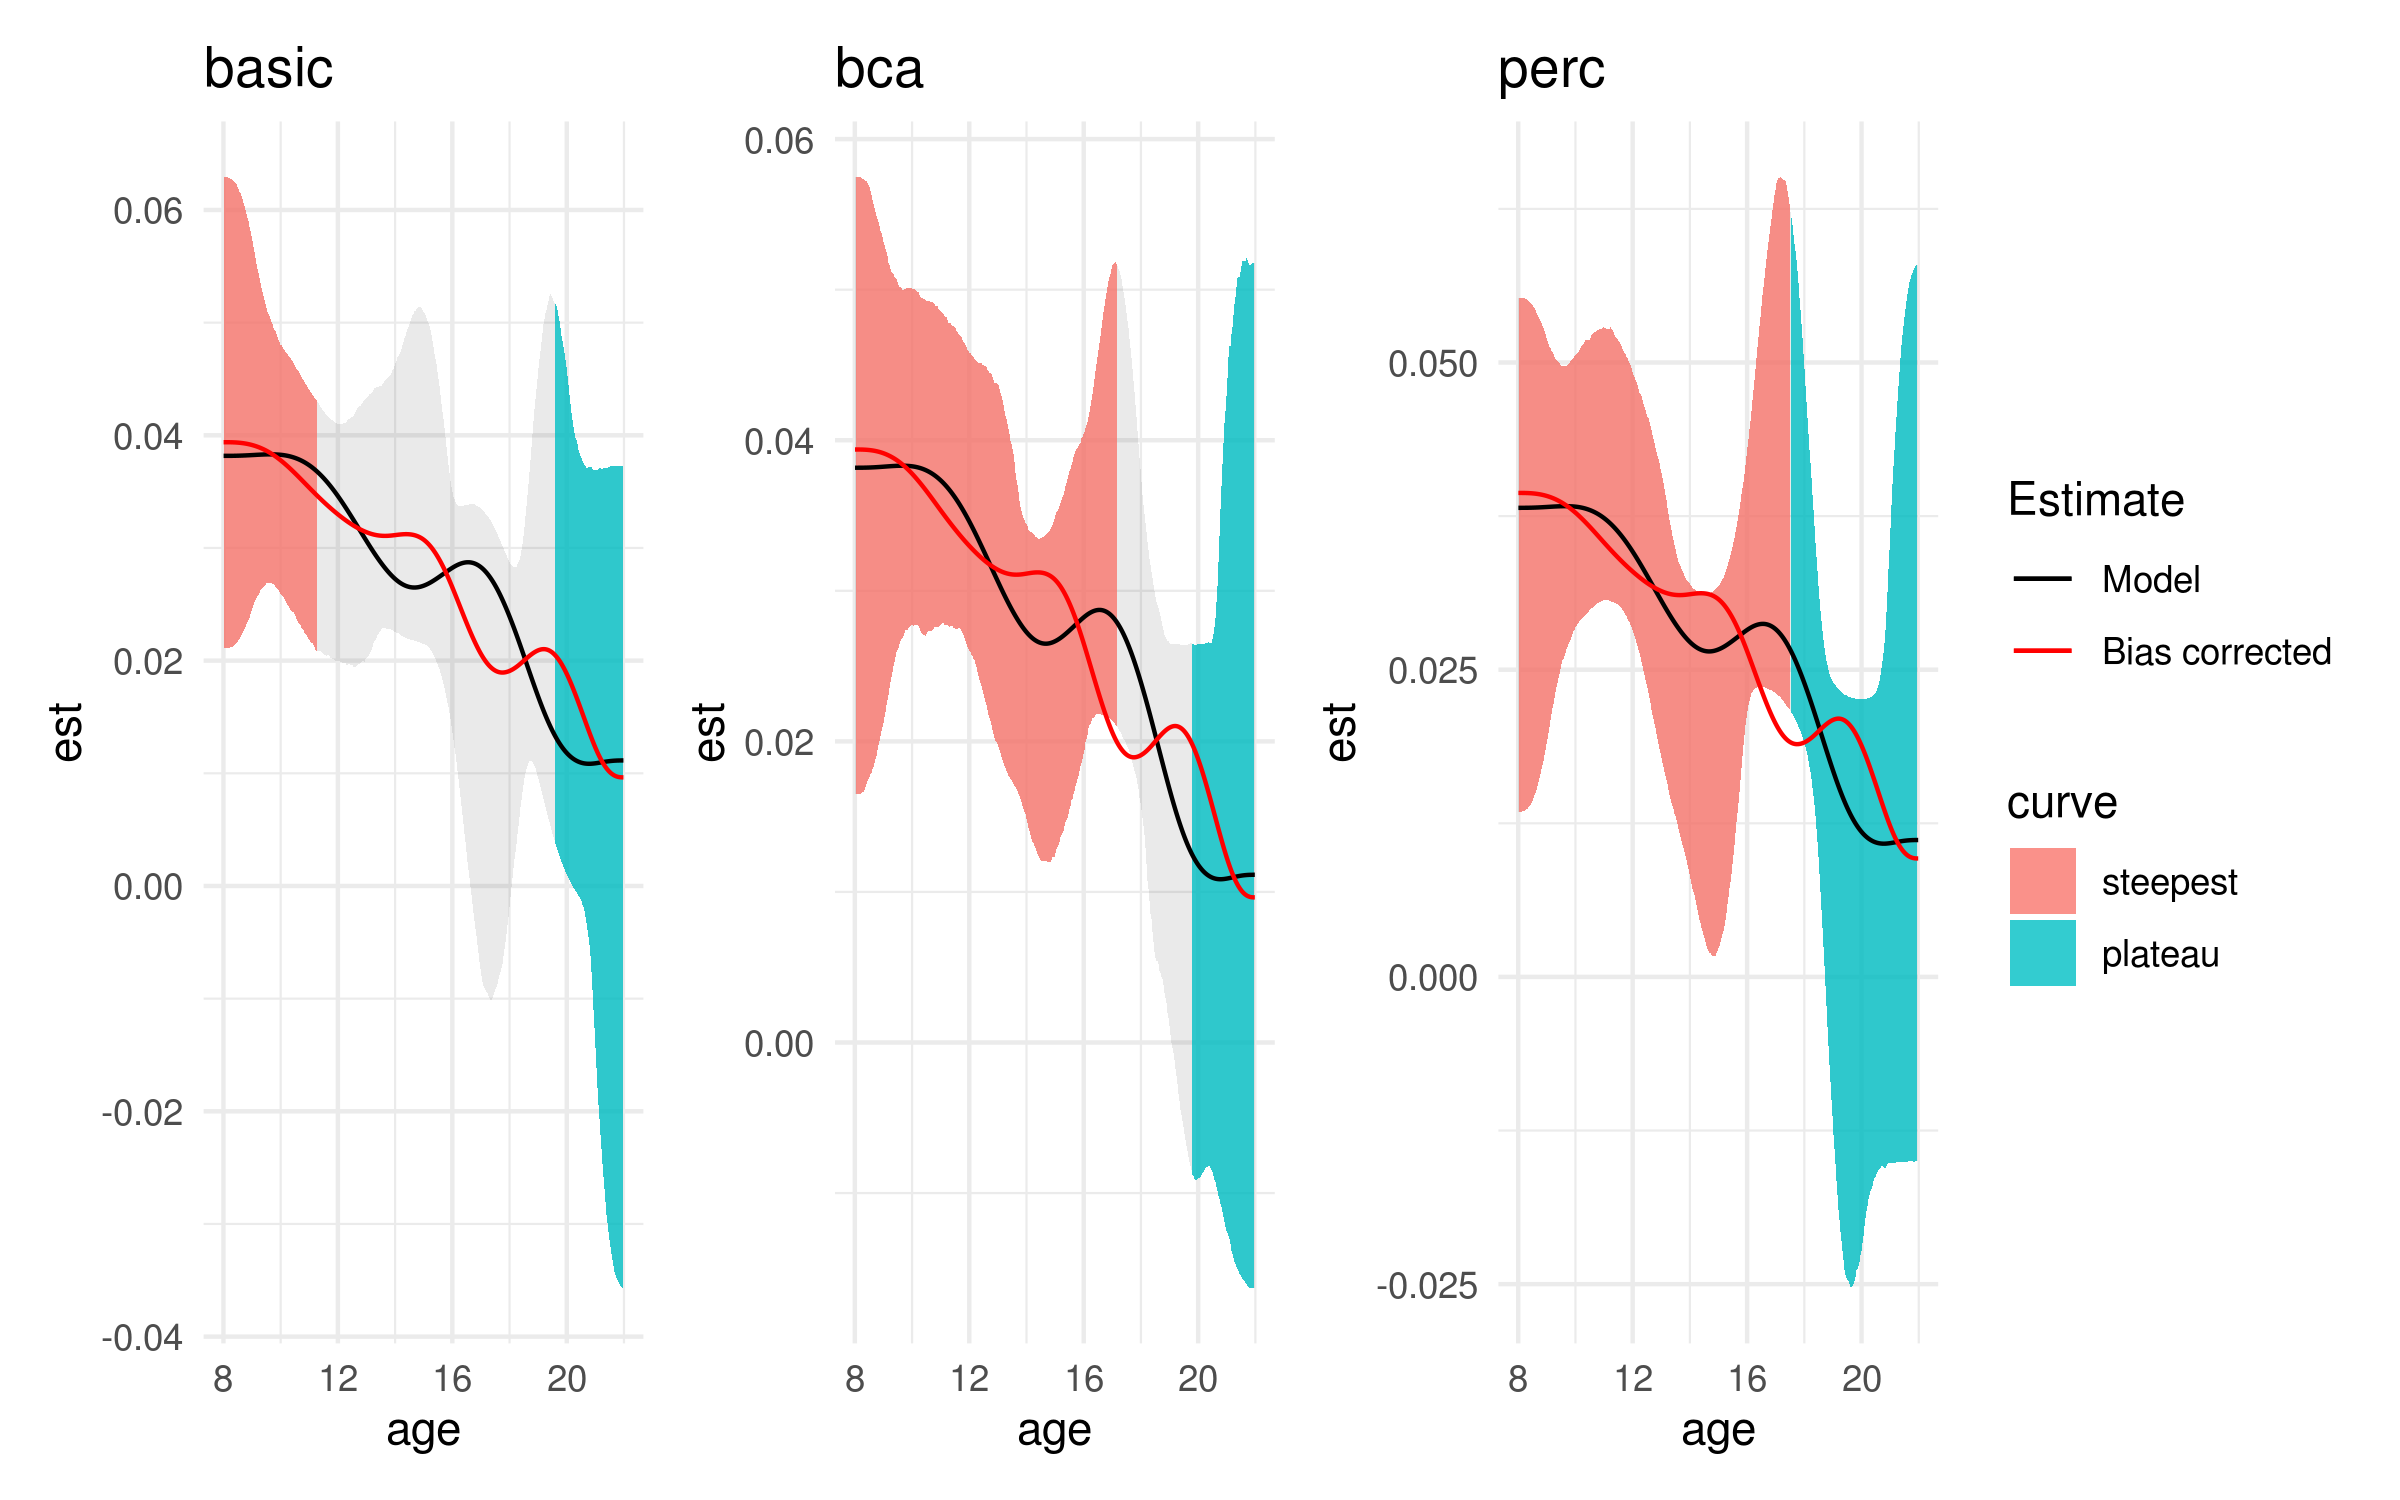 basic
bca
perc
0.06
0.04
0.02
0.00
-0.02
-0.04
est
8 12 16 20
age
0.06
0.04
0.02
0.00
est
8 12 16 20
age
0.050
0.025
0.000
-0.025
est
8 12 16 20
age
Estimate
Model
Bias corrected
curve
steepest
plateau